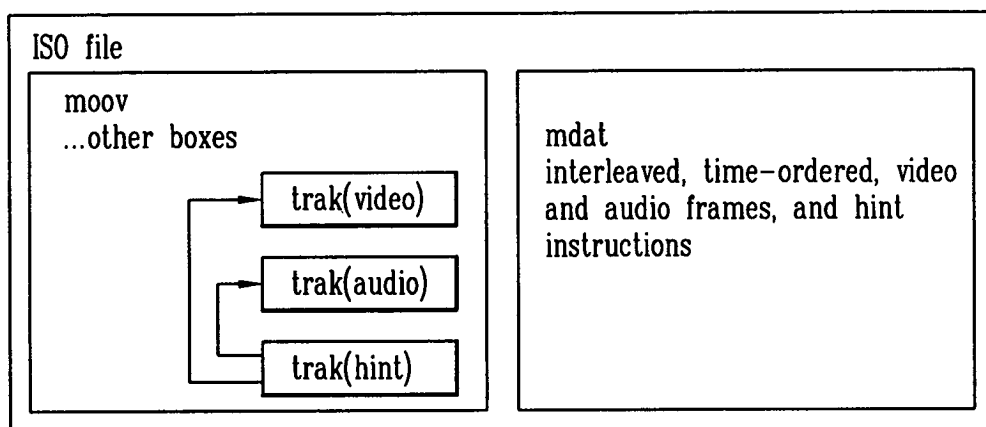 ISO file
moov
...other boxes
trak(video)
trak(audio)
trak(hint)
mdat
interleaved, time-ordered, video
and audio frames, and hint
instructions